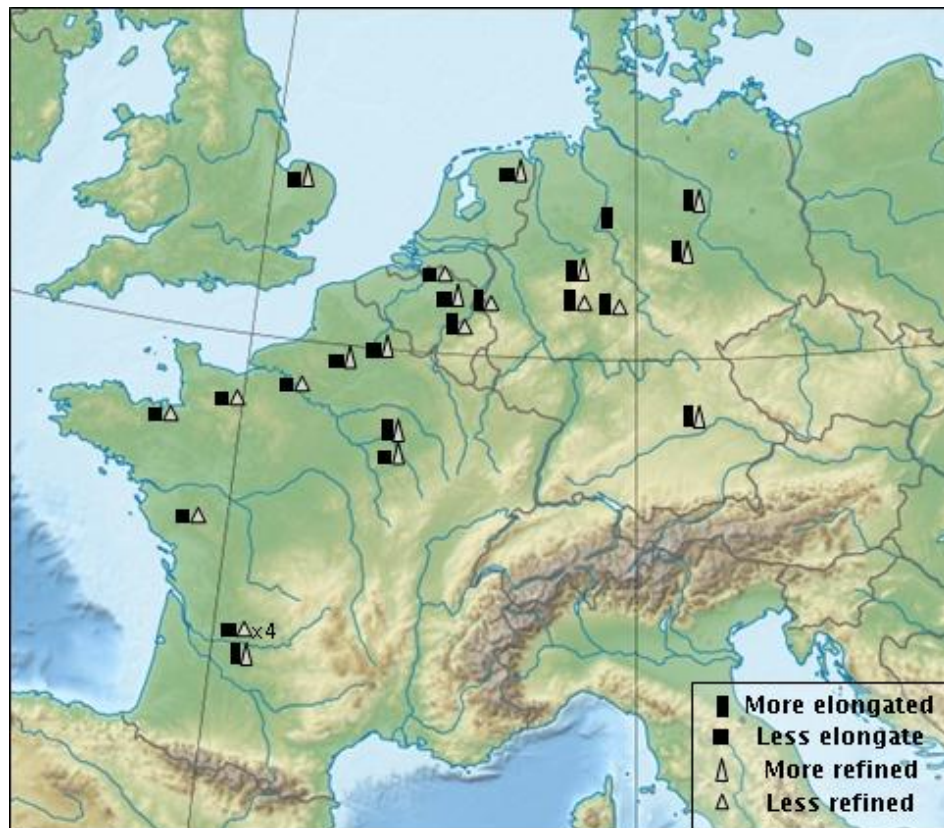 x4
More elongated
Less elongate
More refined
Less refined